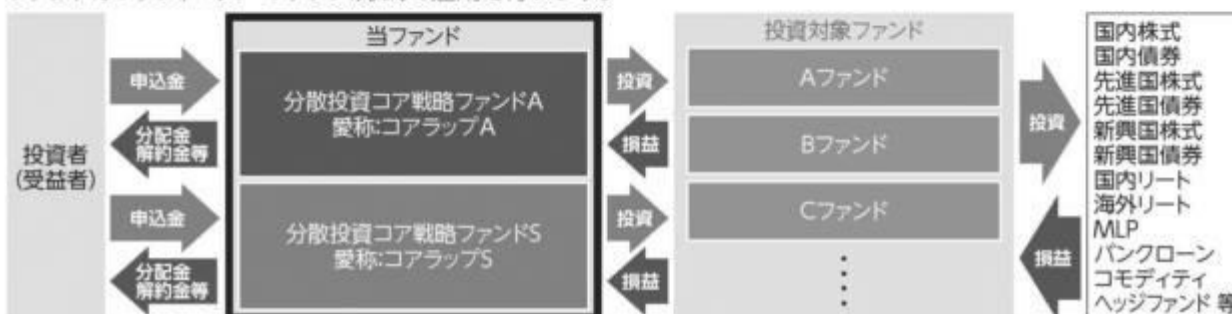 投資者
(受益者)
申込金
分配金
解約金等
申込金
分配金
解約金等
当ファンド
分散投資コア戦略ファンドA
愛称:コアラップA
分散投資コア戦略ファンドS
愛称:コアラップS
投資
損益
投資
損益
投資対象ファンド
Aファンド
Bファンド
Cファンド
投資
損益
国内株式
国内債券
先進国株式
先進国債券
新興国株式
新興国債券
国内リート
海外リート
MLP
バンクローン
コモディティ
ヘッジファンド 等